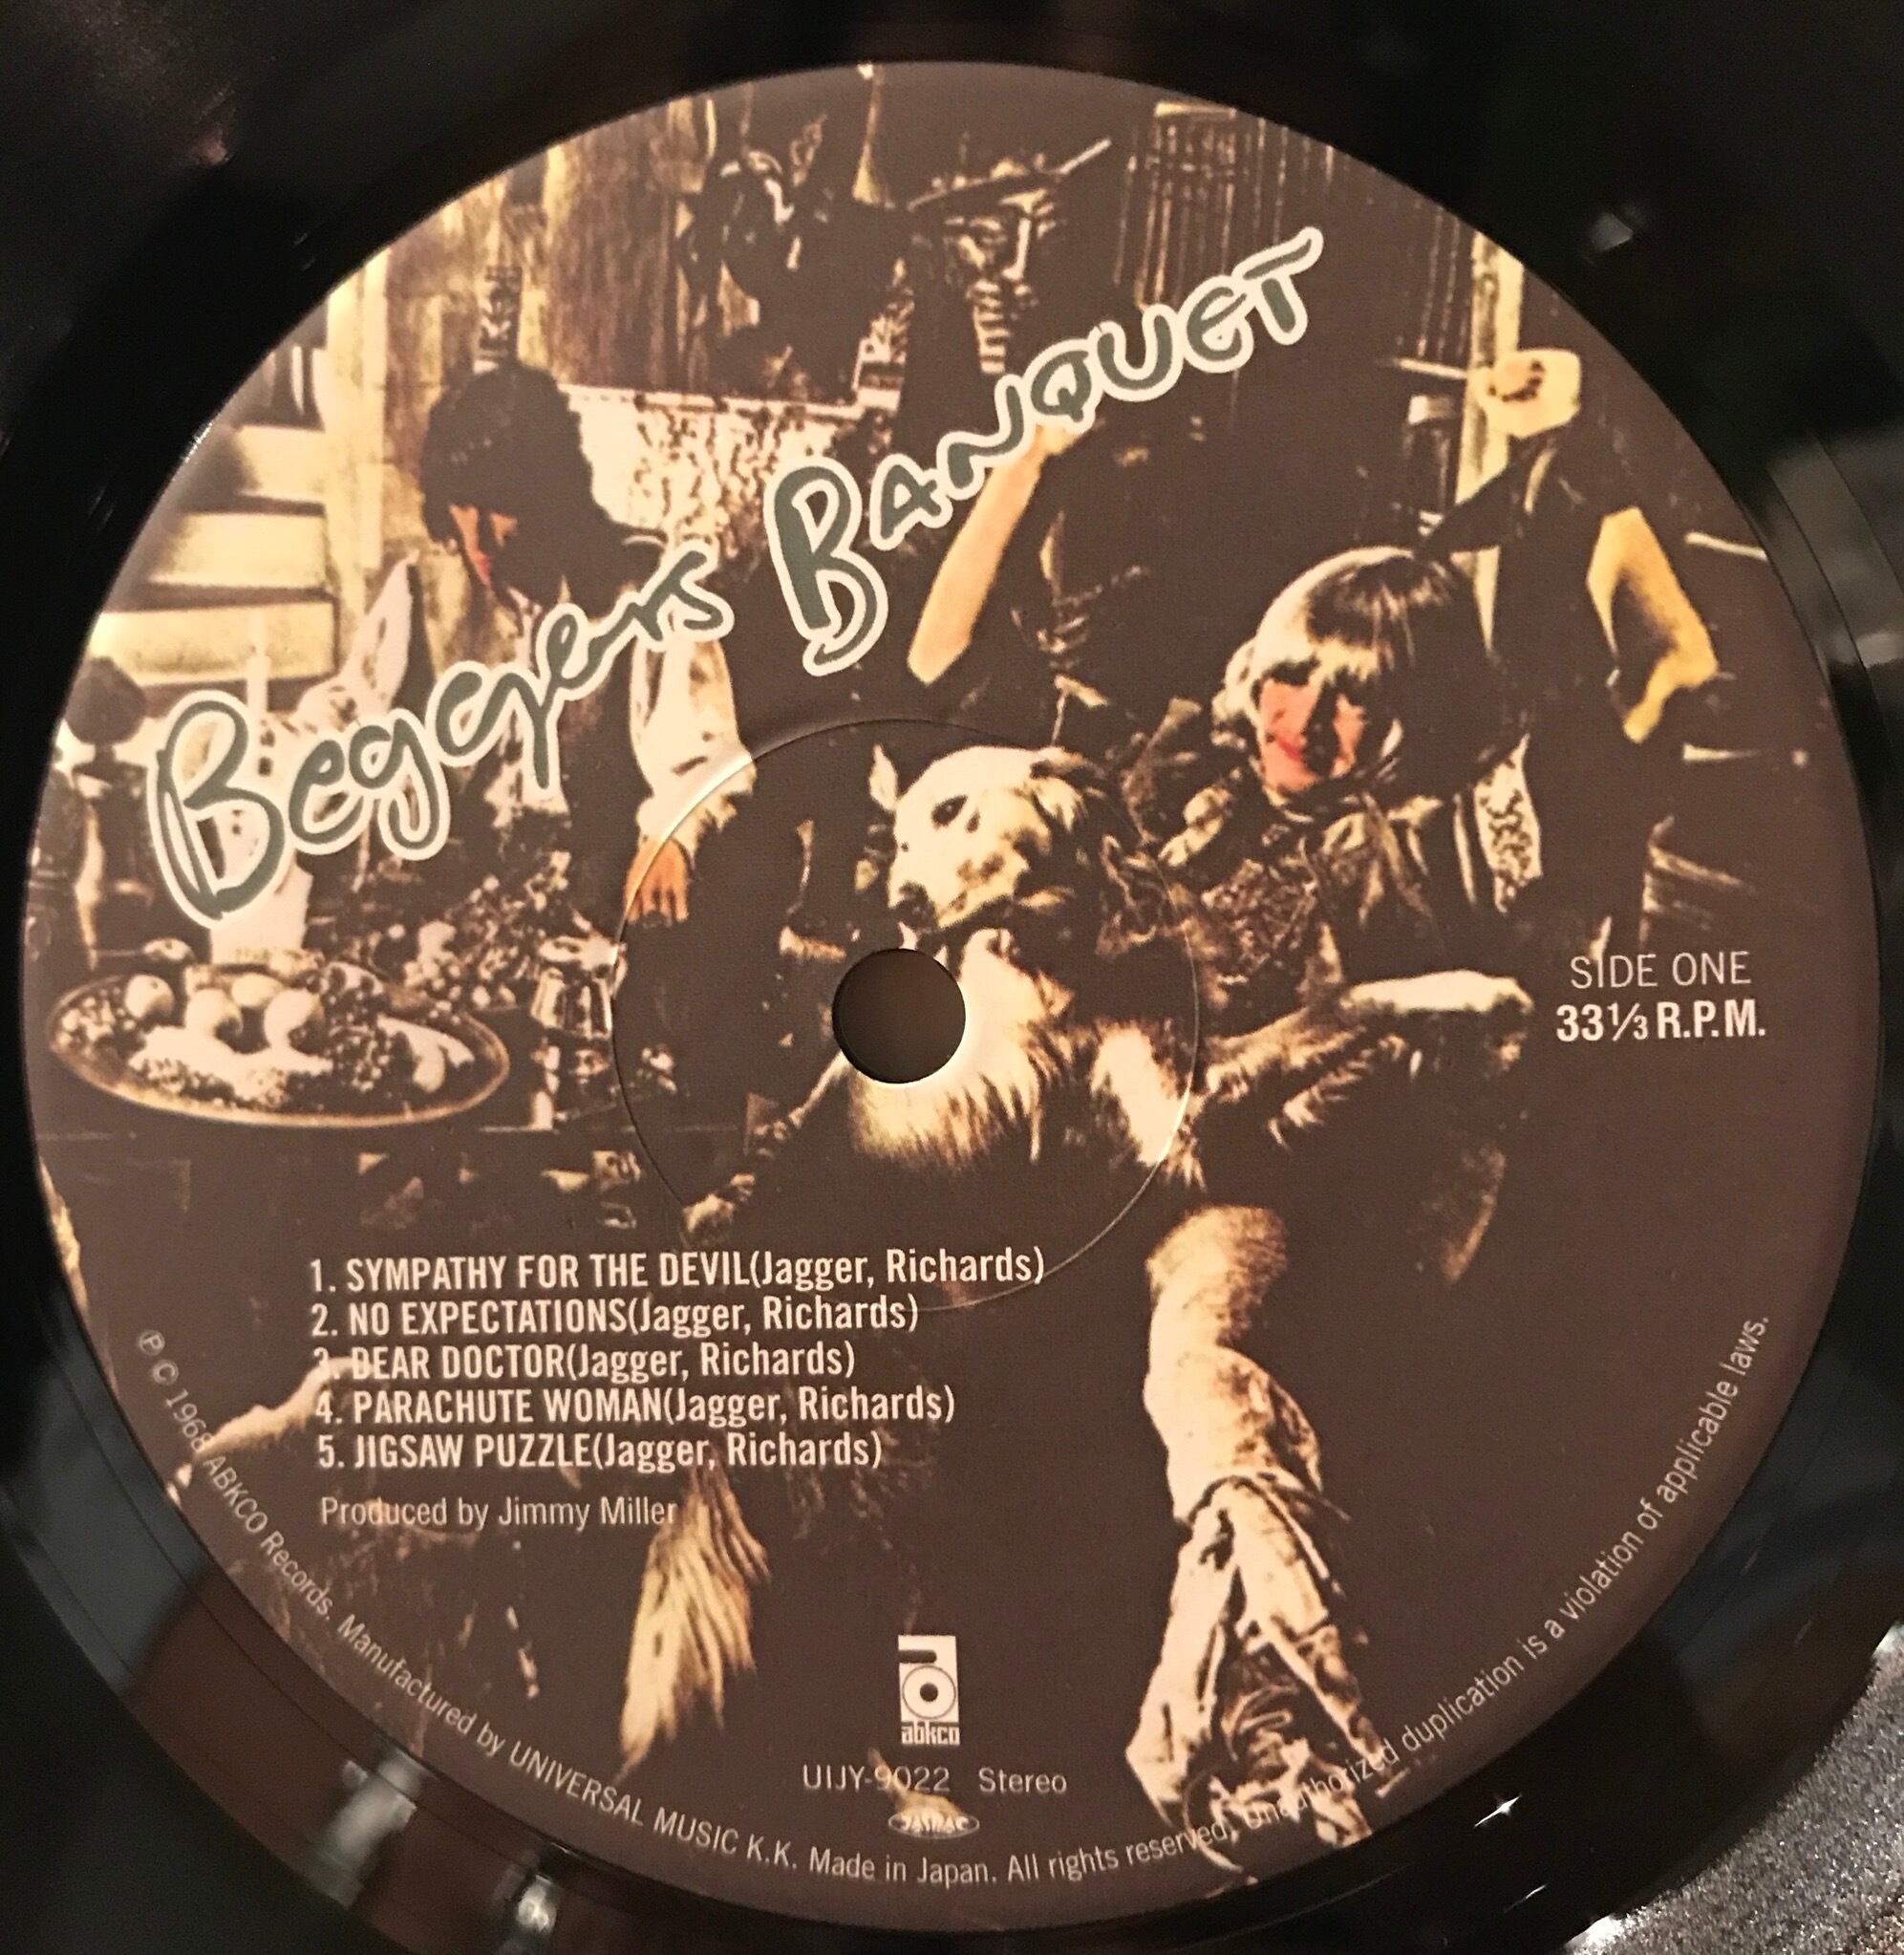 Beggars Banquet
SIDE ONE
33 1/3 R.P.M.
1. SYMPATHY FOR THE DEVIL(Jagger, Richards)
2. NO EXPECTATIONS(Jagger, Richards)
3. DEAR DOCTOR(Jagger, Richards)
4. PARACHUTE WOMAN(Jagger, Richards)
5. JIGSAW PUZZLE(Jagger, Richards)
Produced by Jimmy Miller
abkco
UIJY-9022 Stereo
JASRAC
℗ © 1968 ABKCO Records. Manufactured by UNIVERSAL MUSIC K.K. Made in Japan. All rights reserved. Unauthorized duplication is a violation of applicable laws.